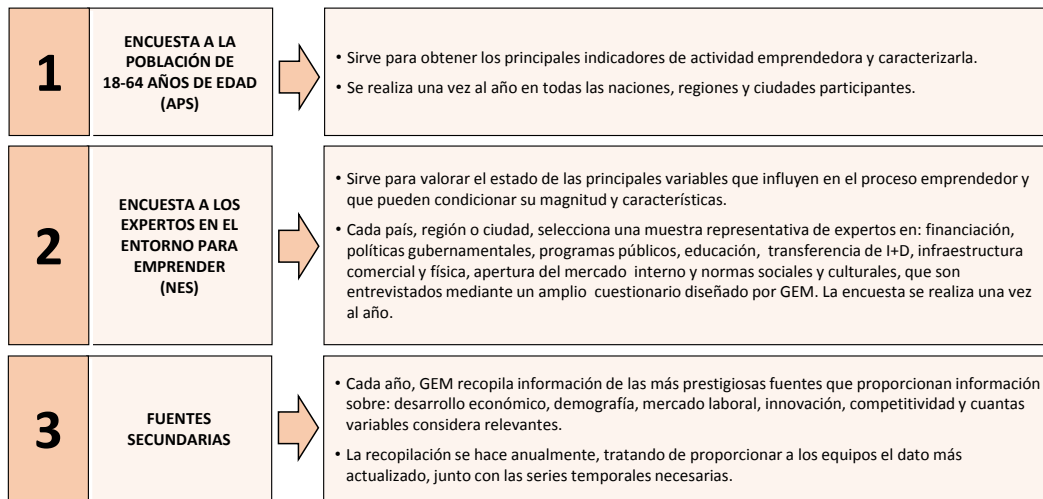 1
ENCUESTA A LA
POBLACIÓN DE
18-64 AÑOS DE EDAD
(APS)
• Sirve para obtener los principales indicadores de actividad emprendedora y caracterizarla.
• Se realiza una vez al año en todas las naciones, regiones y ciudades participantes.
2
ENCUESTA A LOS
EXPERTOS EN EL
ENTORNO PARA
EMPRENDER
(NES)
• Sirve para valorar el estado de las principales variables que influyen en el proceso emprendedor y
que pueden condicionar su magnitud y características.
• Cada país, región o ciudad, selecciona una muestra representativa de expertos en: financiación,
políticas gubernamentales, programas públicos, educación, transferencia de I+D, infraestructura
comercial y física, apertura del mercado interno y normas sociales y culturales, que son
entrevistados mediante un amplio cuestionario diseñado por GEM. La encuesta se realiza una vez
al año.
3
FUENTES
SECUNDARIAS
• Cada año, GEM recopila información de las más prestigiosas fuentes que proporcionan información
sobre: desarrollo económico, demografía, mercado laboral, innovación, competitividad y cuantas
variables considera relevantes.
• La recopilación se hace anualmente, tratando de proporcionar a los equipos el dato más
actualizado, junto con las series temporales necesarias.